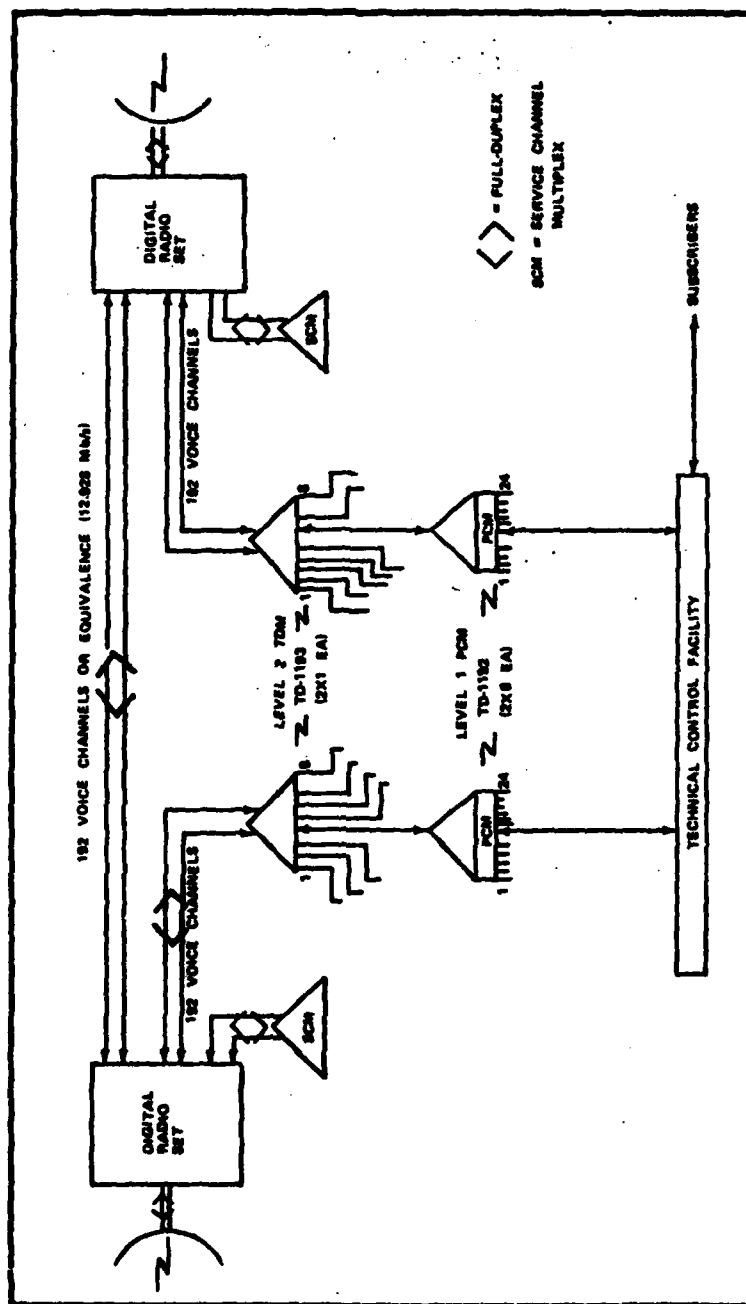 192 VOICE CHANNELS OR EQUIVALENCE (12.928 Mb/s)
DIGITAL
RADIO
SET
DIGITAL
RADIO
SET
192 VOICE CHANNELS
192 VOICE CHANNELS
SCM
SCM
1
8
LEVEL 2 TDM
TD-1193
(2X1 EA)
1
8
= FULL-DUPLEX
SCM = SERVICE CHANNEL
MULTIPLEX
PCM
1
24
LEVEL 1 PCM
TD-1192
(2X8 EA)
PCM
1
24
TECHNICAL CONTROL FACILITY
SUBSCRIBERS